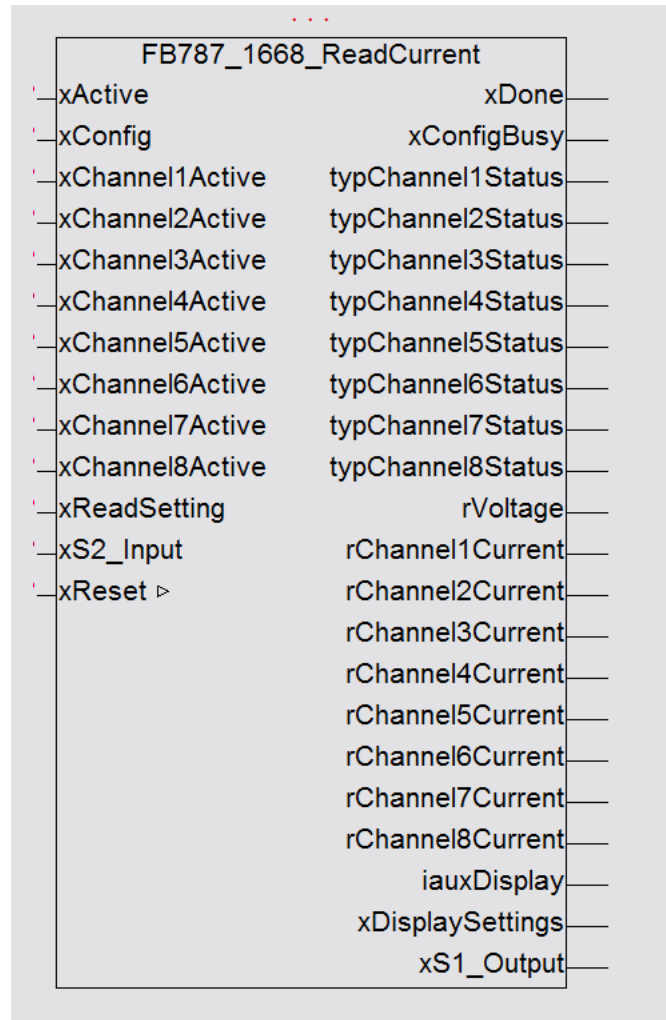 ...
FB787_1668_ReadCurrent
xActive xDone
xConfig xConfigBusy
xChannel1Active typChannel1Status
xChannel2Active typChannel2Status
xChannel3Active typChannel3Status
xChannel4Active typChannel4Status
xChannel5Active typChannel5Status
xChannel6Active typChannel6Status
xChannel7Active typChannel7Status
xChannel8Active typChannel8Status
xReadSetting rVoltage
xS2_Input rChannel1Current
xReset ▹ rChannel2Current
rChannel3Current
rChannel4Current
rChannel5Current
rChannel6Current
rChannel7Current
rChannel8Current
iauxDisplay
xDisplaySettings
xS1_Output